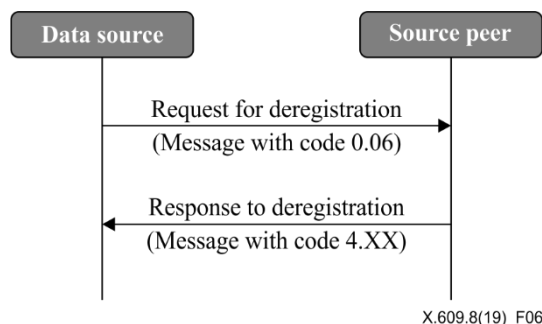 Data source
Source peer
Request for deregistration
(Message with code 0.06)
Response to deregistration
(Message with code 4.XX)
X.609.8(19)_F06